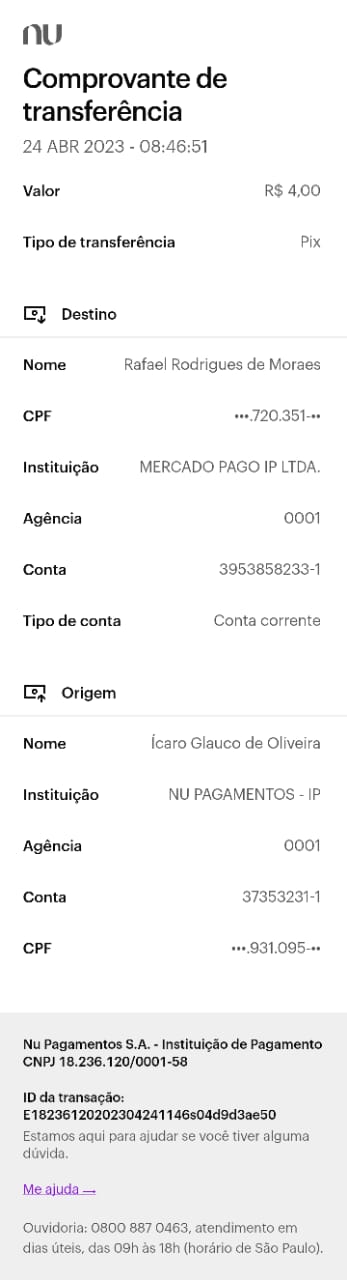 nu
Comprovante de
transferência
24 ABR 2023 - 08:46:51
Valor R$ 4,00
Tipo de transferência Pix
Destino
Nome Rafael Rodrigues de Moraes
CPF •••.720.351-••
Instituição MERCADO PAGO IP LTDA.
Agência 0001
Conta 3953858233-1
Tipo de conta Conta corrente
Origem
Nome Ícaro Glauco de Oliveira
Instituição NU PAGAMENTOS - IP
Agência 0001
Conta 37353231-1
CPF •••.931.095-••
Nu Pagamentos S.A. - Instituição de Pagamento
CNPJ 18.236.120/0001-58
ID da transação:
E18236120202304241146s04d9d3ae50
Estamos aqui para ajudar se você tiver alguma
dúvida.
Me ajuda →
Ouvidoria: 0800 887 0463, atendimento em
dias úteis, das 09h às 18h (horário de São Paulo).